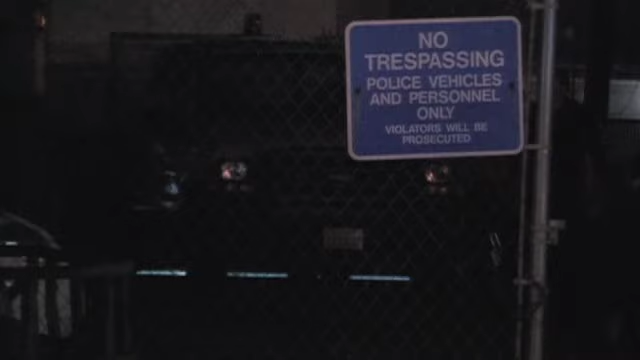 NO
TRESPASSING
POLICE VEHICLES
AND PERSONNEL
ONLY
VIOLATORS WILL BE
PROSECUTED